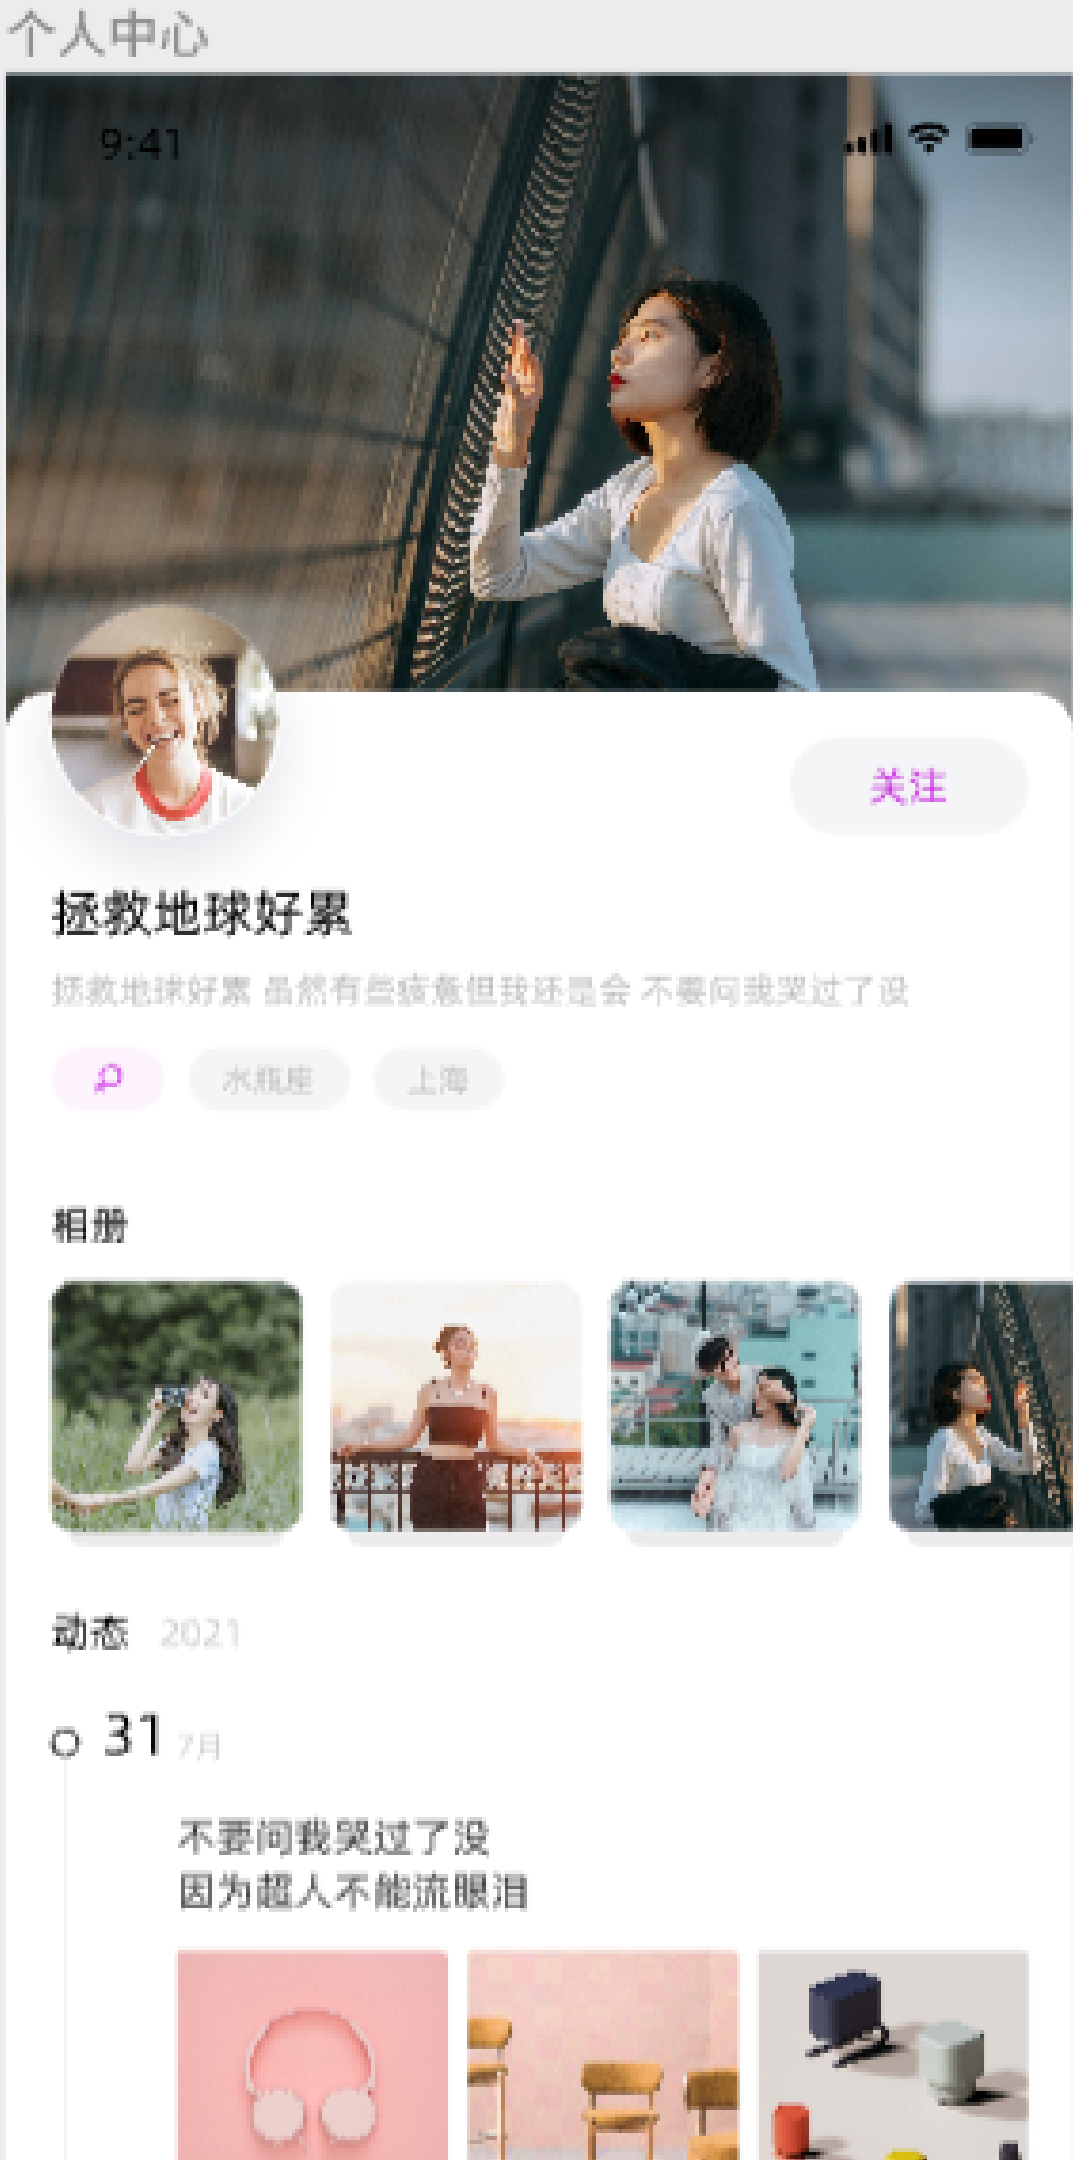 个人中心
9:41
关注
拯救地球好累
拯救地球好累 虽然有些疲惫但我还是会 不要问我哭过了没
水瓶座
上海
相册
动态 2021
31 7月
不要问我哭过了没
因为超人不能流眼泪